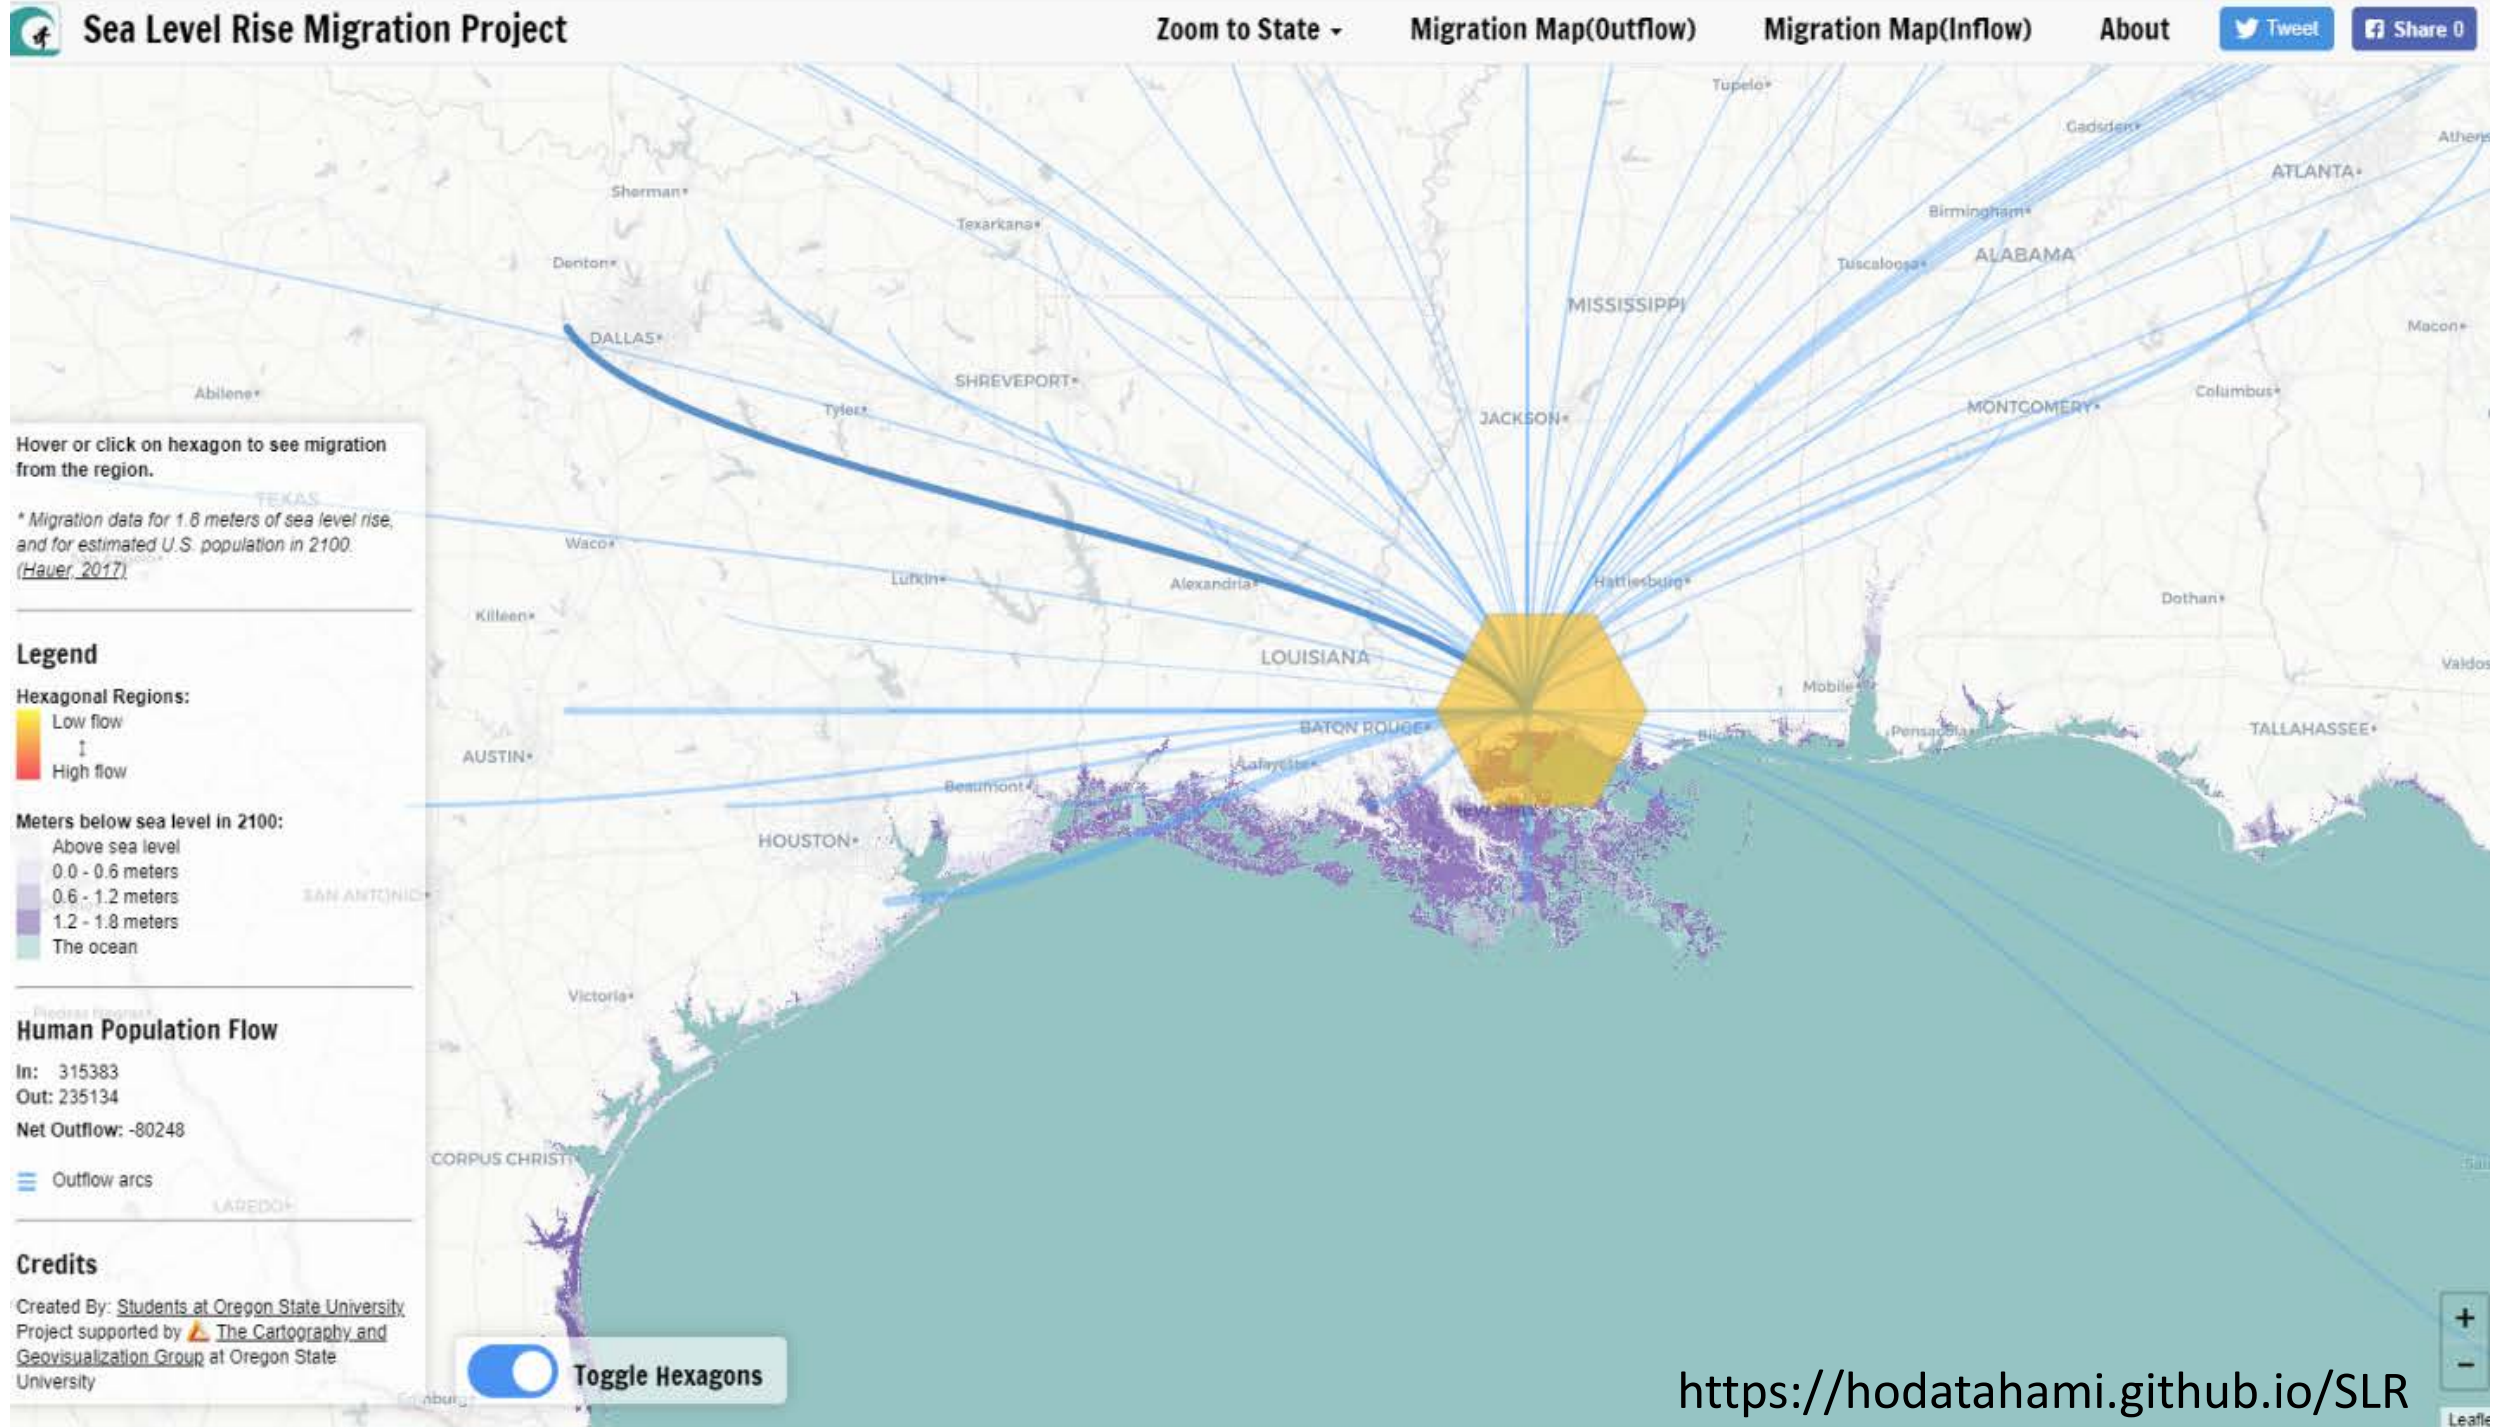 Sea Level Rise Migration Project
Zoom to State
Migration Map(Outflow)
Migration Map(Inflow)
About
Tweet
Share 0
Tupelo
Gadsden
Athens
ATLANTA
Sherman
Birmingham
Texarkana
ALABAMA
Denton
Tuscaloosa
MISSISSIPPI
Macon
DALLAS
SHREVEPORT
Columbus
Abilene
Tyler
MONTGOMERY
JACKSON
Hover or click on hexagon to see migration
from the region.
TEXAS
* Migration data for 1.8 meters of sea level rise,
and for estimated U.S. population in 2100.
(Hauer, 2017)
Waco
Lufkin
Alexandria
Hattiesburg
Dothan
Killeen
LOUISIANA
Valdos
Legend
Hexagonal Regions:
Low flow
High flow
Mobile
BATON ROUGE
Pensacola
TALLAHASSEE
AUSTIN
Lafayette
Beaumont
Meters below sea level in 2100:
Above sea level
0.0 - 0.6 meters
0.6 - 1.2 meters
1.2 - 1.8 meters
The ocean
HOUSTON
SAN ANTONIO
Victoria
Piedras Negras
Human Population Flow
In: 315383
Out: 235134
Net Outflow: -80248
Outflow arcs
CORPUS CHRISTI
LAREDO
Credits
Created By: Students at Oregon State University
Project supported by The Cartography and
Geovisualization Group at Oregon State
University
Toggle Hexagons
+
−
https://hodatahami.github.io/SLR
Leafle